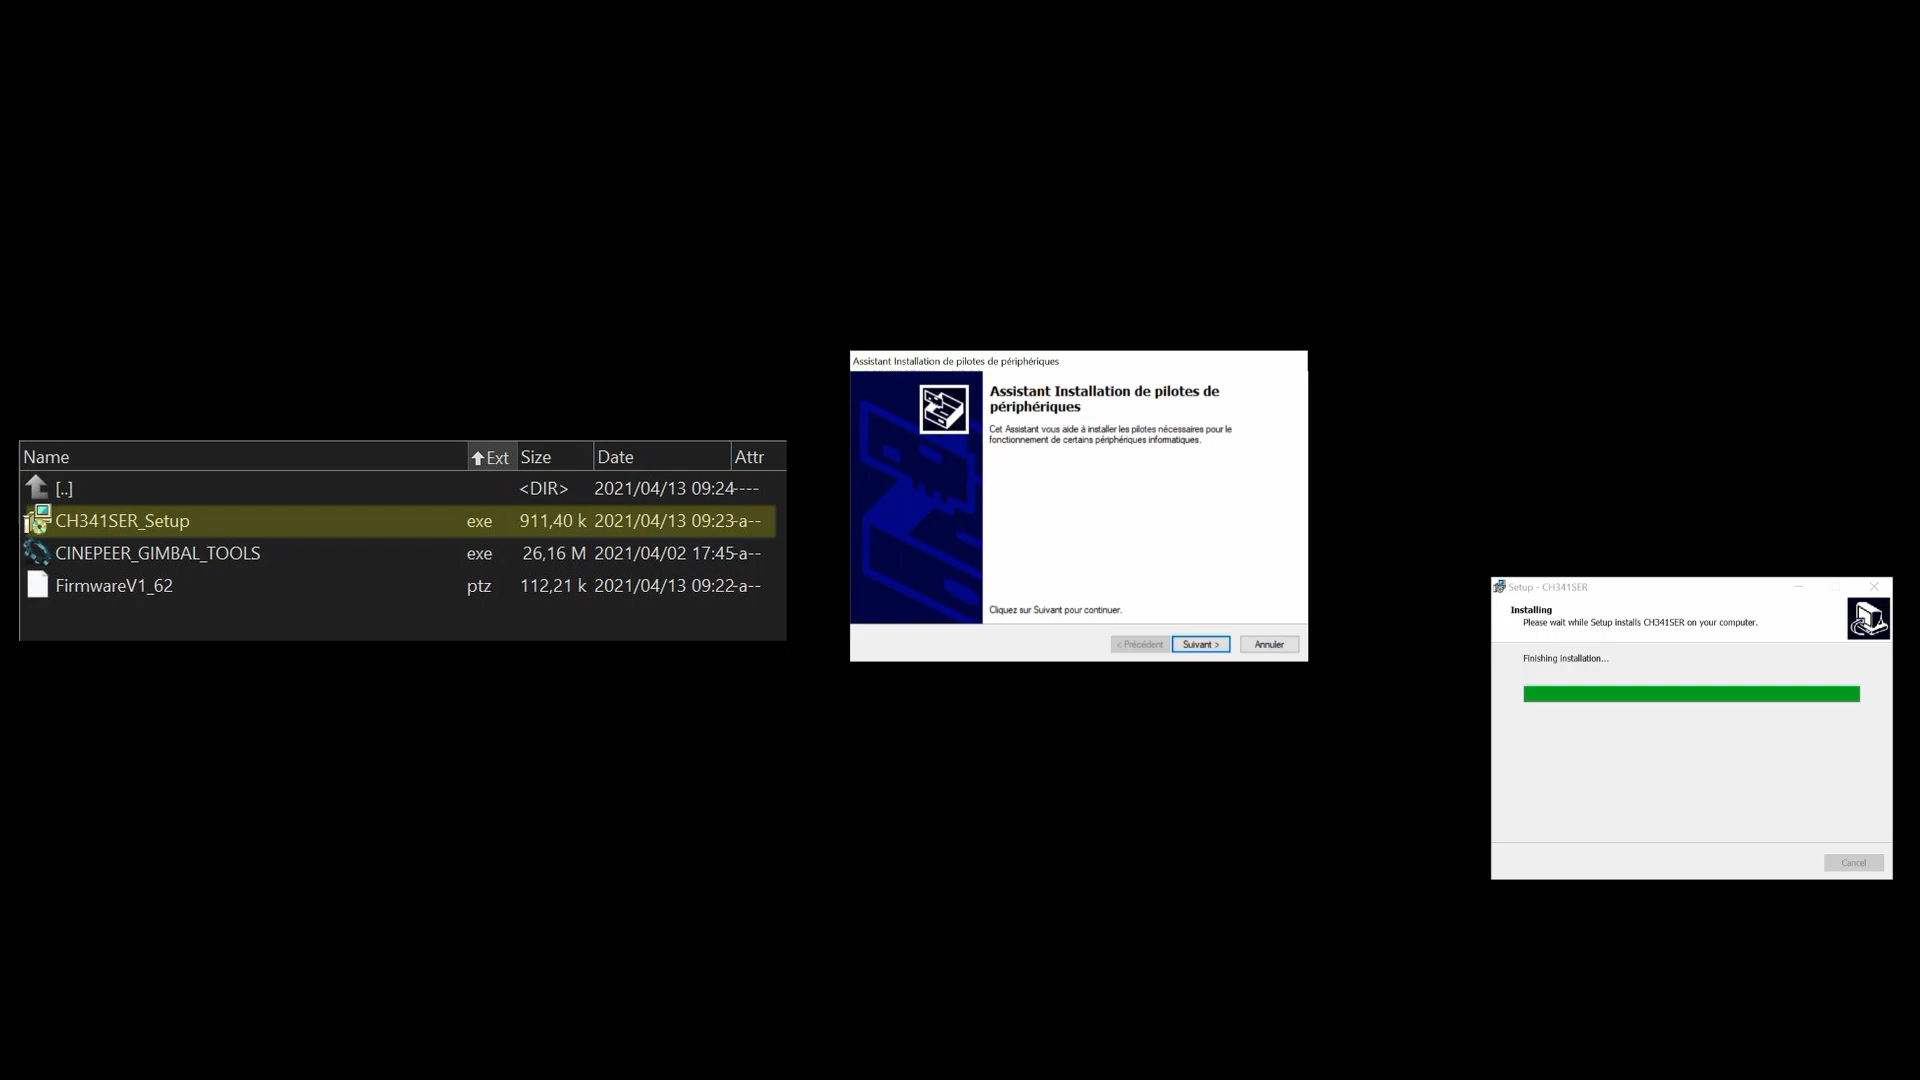 Name Ext Size Date Attr
[..] <DIR> 2021/04/13 09:24----
CH341SER_Setup exe 911,40 k 2021/04/13 09:23-a--
CINEPEER_GIMBAL_TOOLS exe 26,16 M 2021/04/02 17:45-a--
FirmwareV1_62 ptz 112,21 k 2021/04/13 09:22-a--
Assistant Installation de pilotes de périphériques
Assistant Installation de pilotes de
périphériques
Cet Assistant vous aide à installer les pilotes nécessaires pour le
fonctionnement de certains périphériques informatiques.
Cliquez sur Suivant pour continuer.
< Précédent Suivant > Annuler
Setup - CH341SER
Installing
Please wait while Setup installs CH341SER on your computer.
Finishing installation...
Cancel